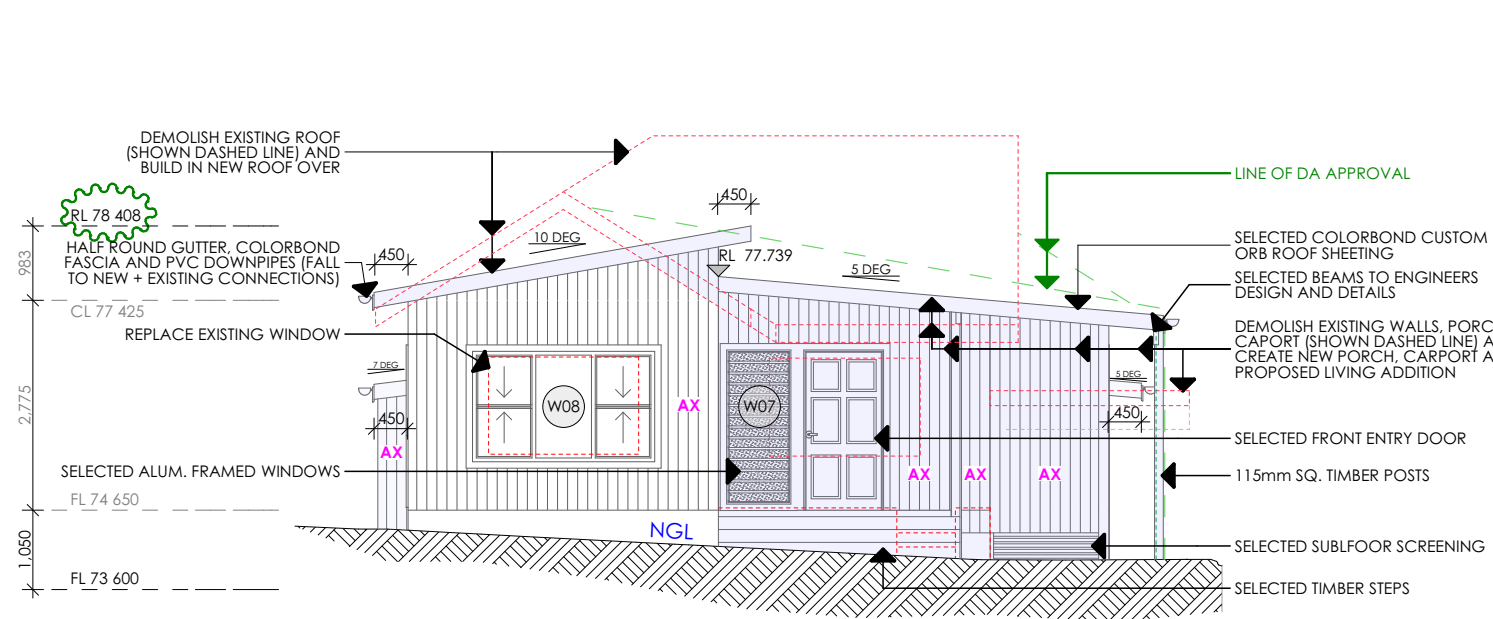 DEMOLISH EXISTING ROOF
(SHOWN DASHED LINE) AND
BUILD IN NEW ROOF OVER
RL 78 408
HALF ROUND GUTTER, COLORBOND
FASCIA AND PVC DOWNPIPES (FALL
TO NEW + EXISTING CONNECTIONS)
983
CL 77 425
REPLACE EXISTING WINDOW
2,775
SELECTED ALUM. FRAMED WINDOWS
FL 74 650
1,050
FL 73 600
450
10 DEG
450
RL 77.739
5 DEG
7 DEG
450
AX
W08
AX
W07
AX
AX
AX
NGL
5 DEG
450
LINE OF DA APPROVAL
SELECTED COLORBOND CUSTOM
ORB ROOF SHEETING
SELECTED BEAMS TO ENGINEERS
DESIGN AND DETAILS
DEMOLISH EXISTING WALLS, PORC
CAPORT (SHOWN DASHED LINE) A
CREATE NEW PORCH, CARPORT A
PROPOSED LIVING ADDITION
SELECTED FRONT ENTRY DOOR
115mm SQ. TIMBER POSTS
SELECTED SUBLFOOR SCREENING
SELECTED TIMBER STEPS